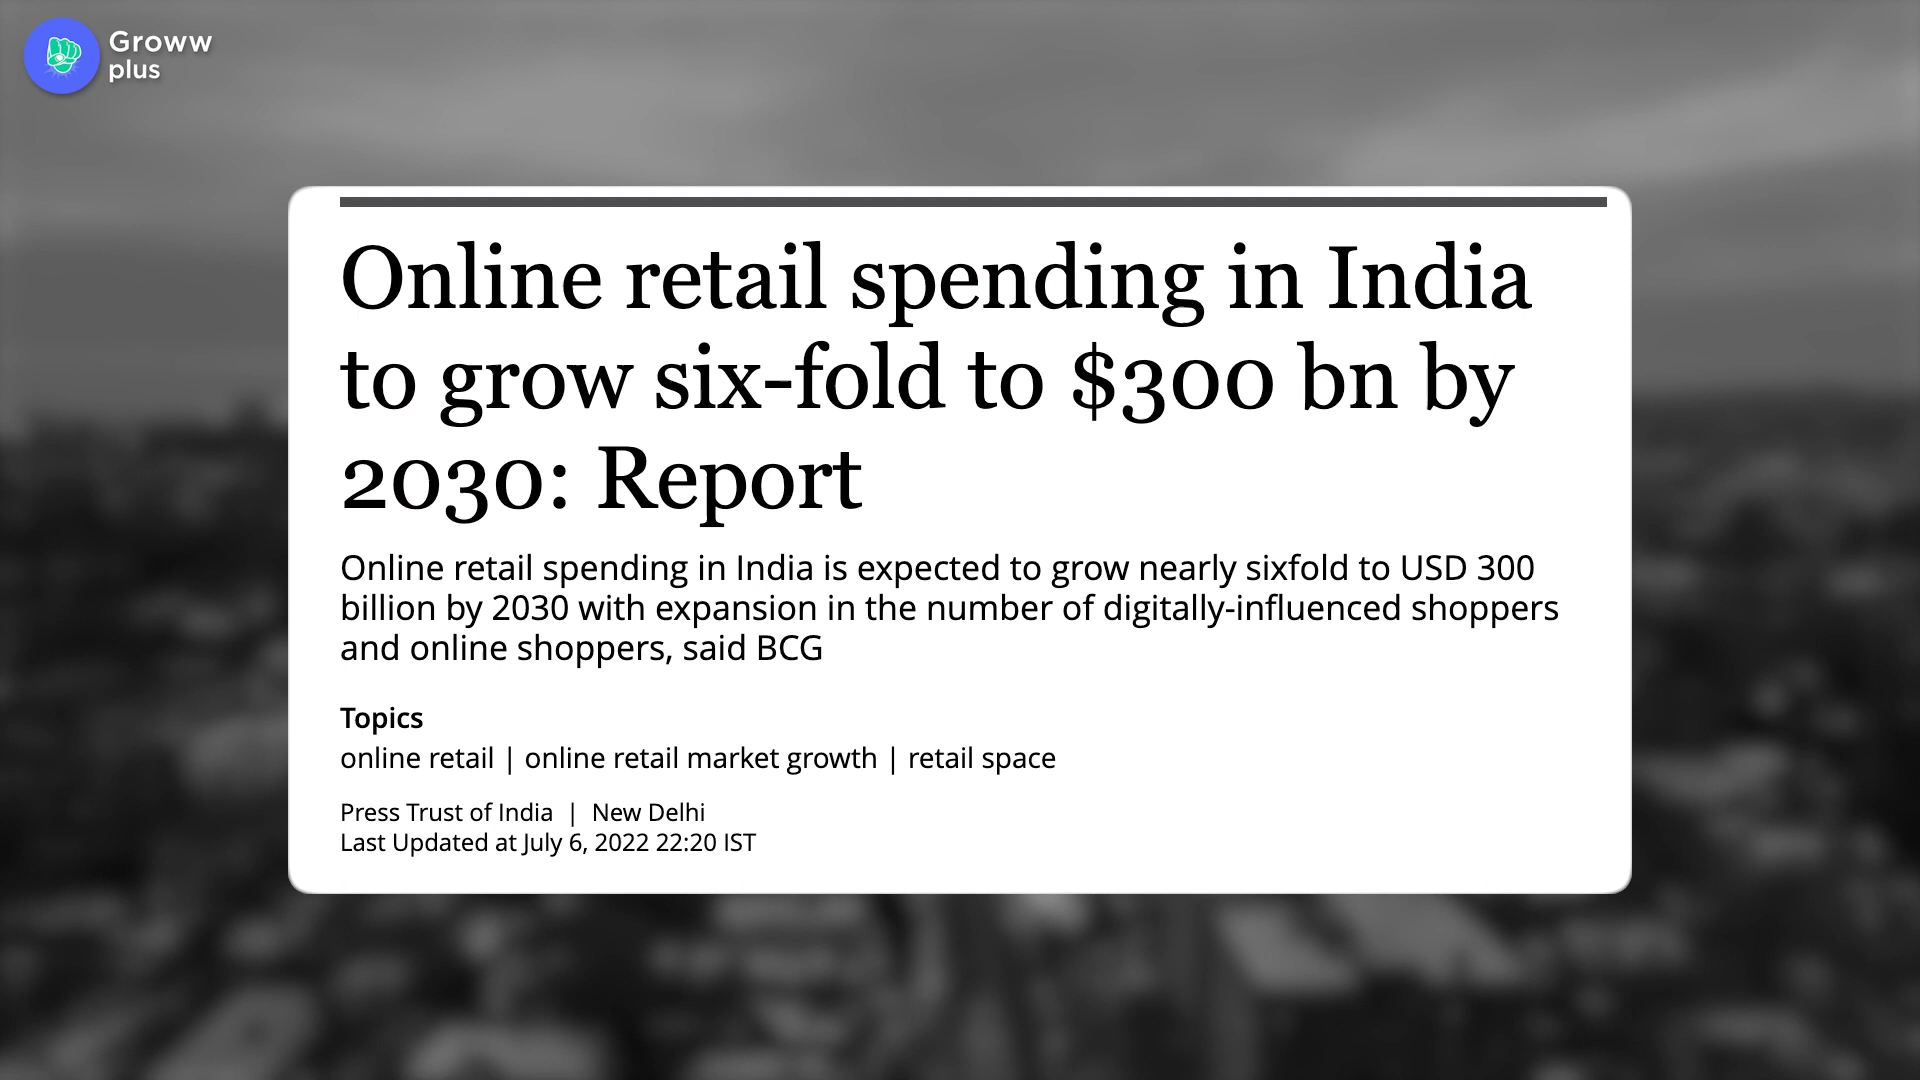 Groww
plus
Online retail spending in India
to grow six-fold to $300 bn by
2030: Report
Online retail spending in India is expected to grow nearly sixfold to USD 300
billion by 2030 with expansion in the number of digitally-influenced shoppers
and online shoppers, said BCG
Topics
online retail | online retail market growth | retail space
Press Trust of India | New Delhi
Last Updated at July 6, 2022 22:20 IST